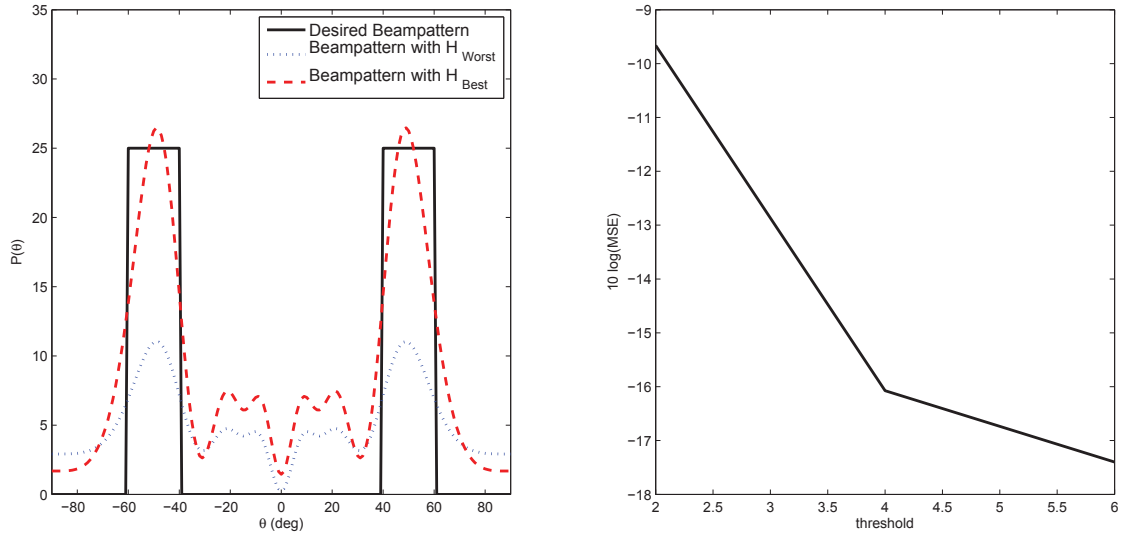 35
30
25
20
15
10
5
0
P(θ)
−80 −60 −40 −20 0 20 40 60 80
θ (deg)
Desired Beampattern
Beampattern with H Worst
Beampattern with H Best
−9
−10
−11
−12
−13
−14
−15
−16
−17
−18
10 log(MSE)
2 2.5 3 3.5 4 4.5 5 5.5 6
threshold